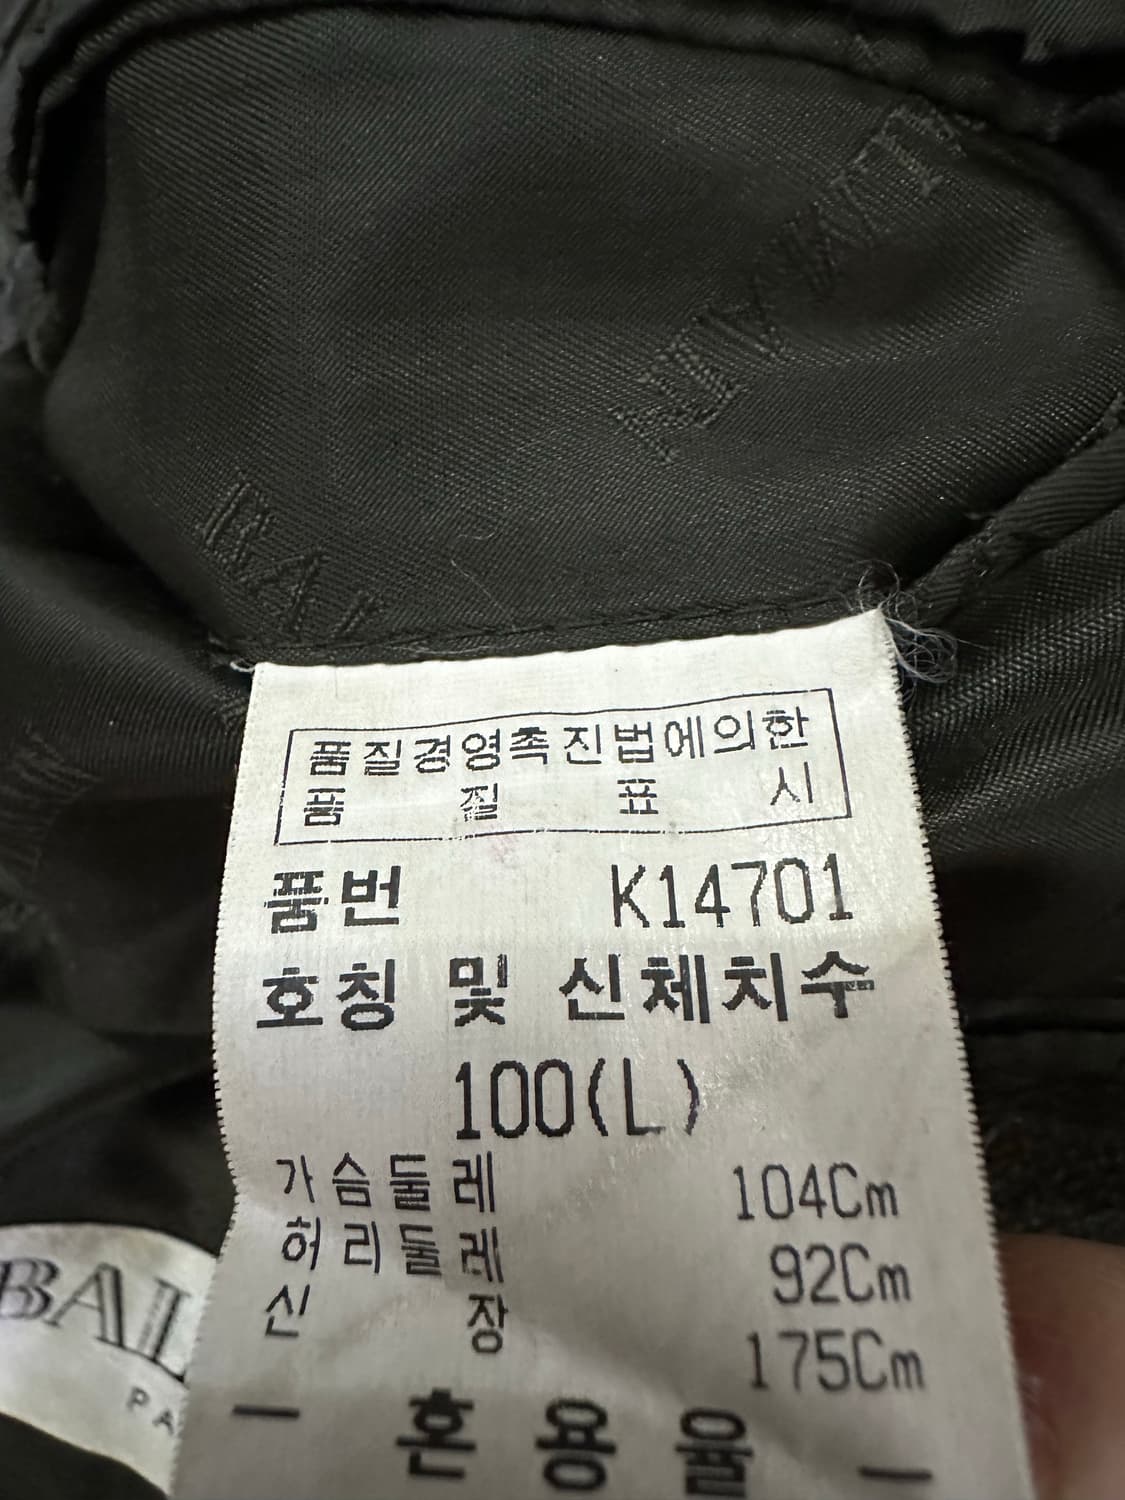 품질경영촉진법에의한
품 질 표 시
품번 K14701
호칭 및 신체치수
100(L)
가슴둘레 104Cm
허리둘레 92Cm
신 장 175Cm
- 혼 용 율 -
BAL
PA